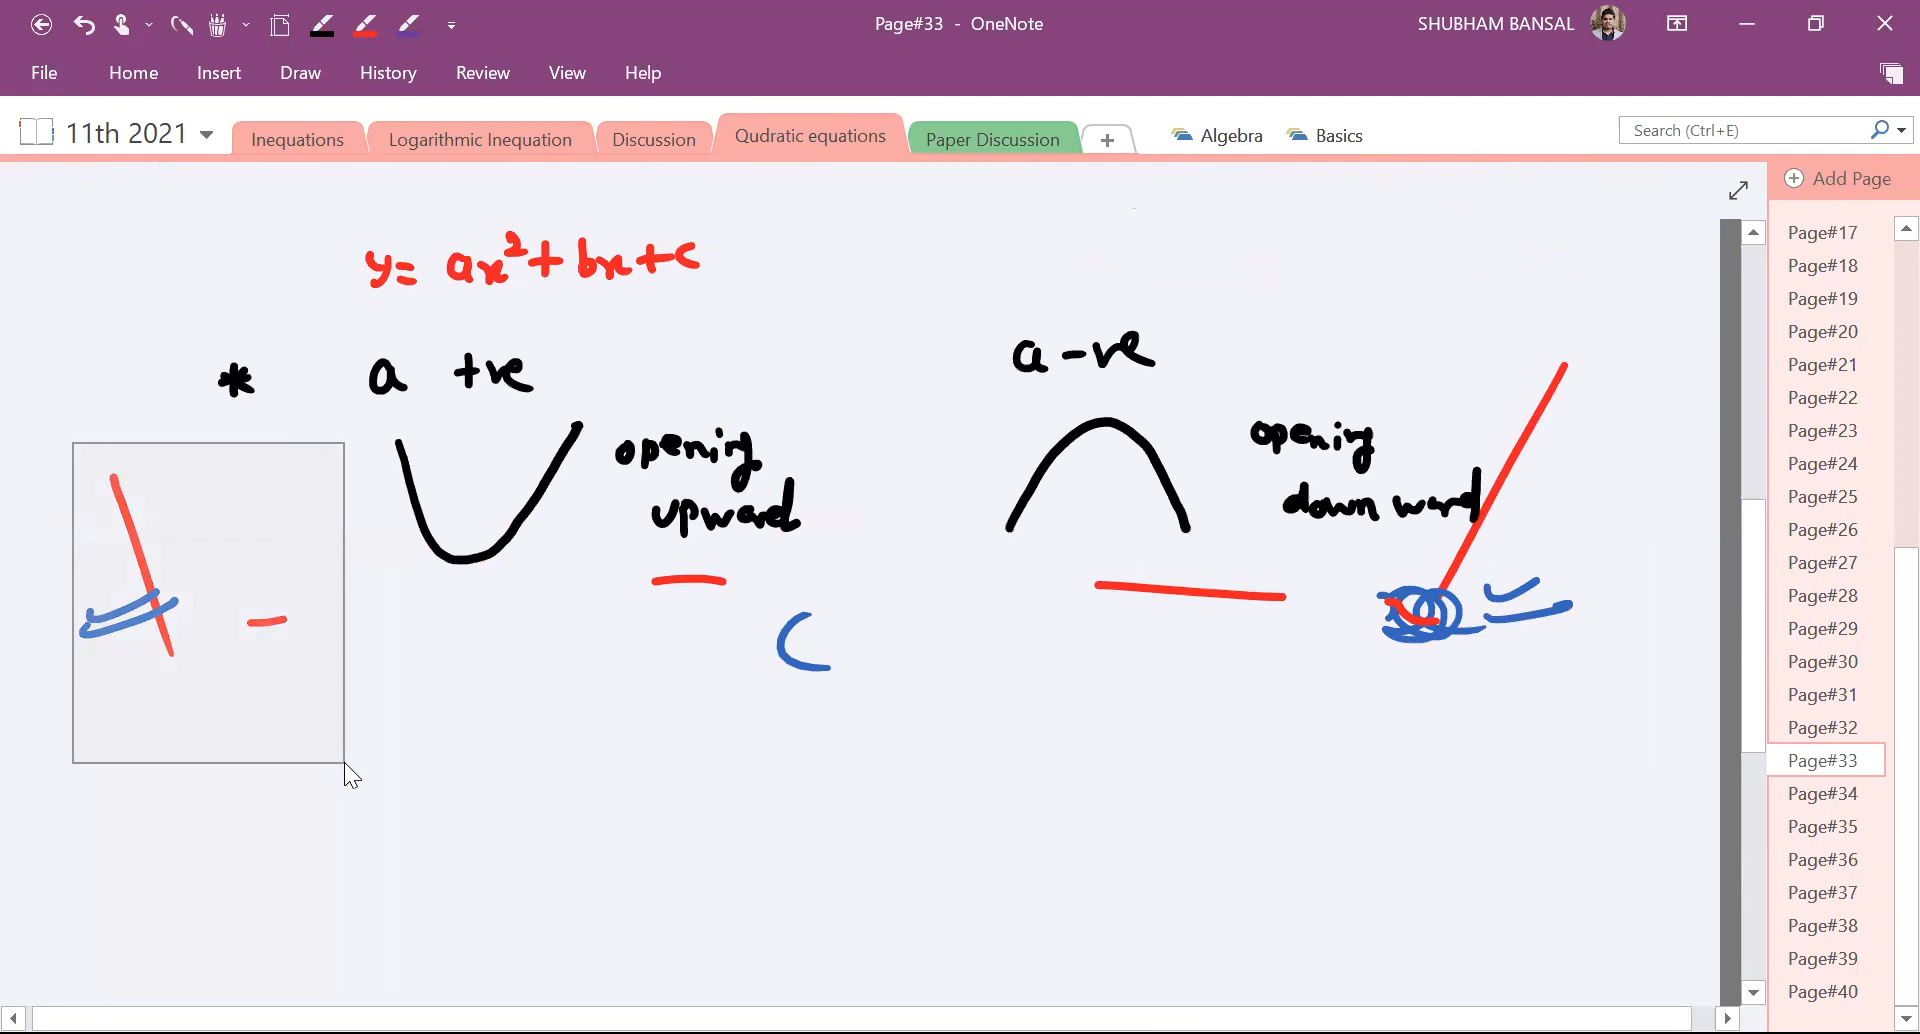 Page#33 - OneNote
SHUBHAM BANSAL
File Home Insert Draw History Review View Help
11th 2021
Inequations
Logarithmic Inequation
Discussion
Qudratic equations
Paper Discussion
+
Algebra
Basics
Search (Ctrl+E)
Add Page
y= ax²+bx+c
* a +ve
a -ve
opening
upward
opening
down ward
Page#17
Page#18
Page#19
Page#20
Page#21
Page#22
Page#23
Page#24
Page#25
Page#26
Page#27
Page#28
Page#29
Page#30
Page#31
Page#32
Page#33
Page#34
Page#35
Page#36
Page#37
Page#38
Page#39
Page#40